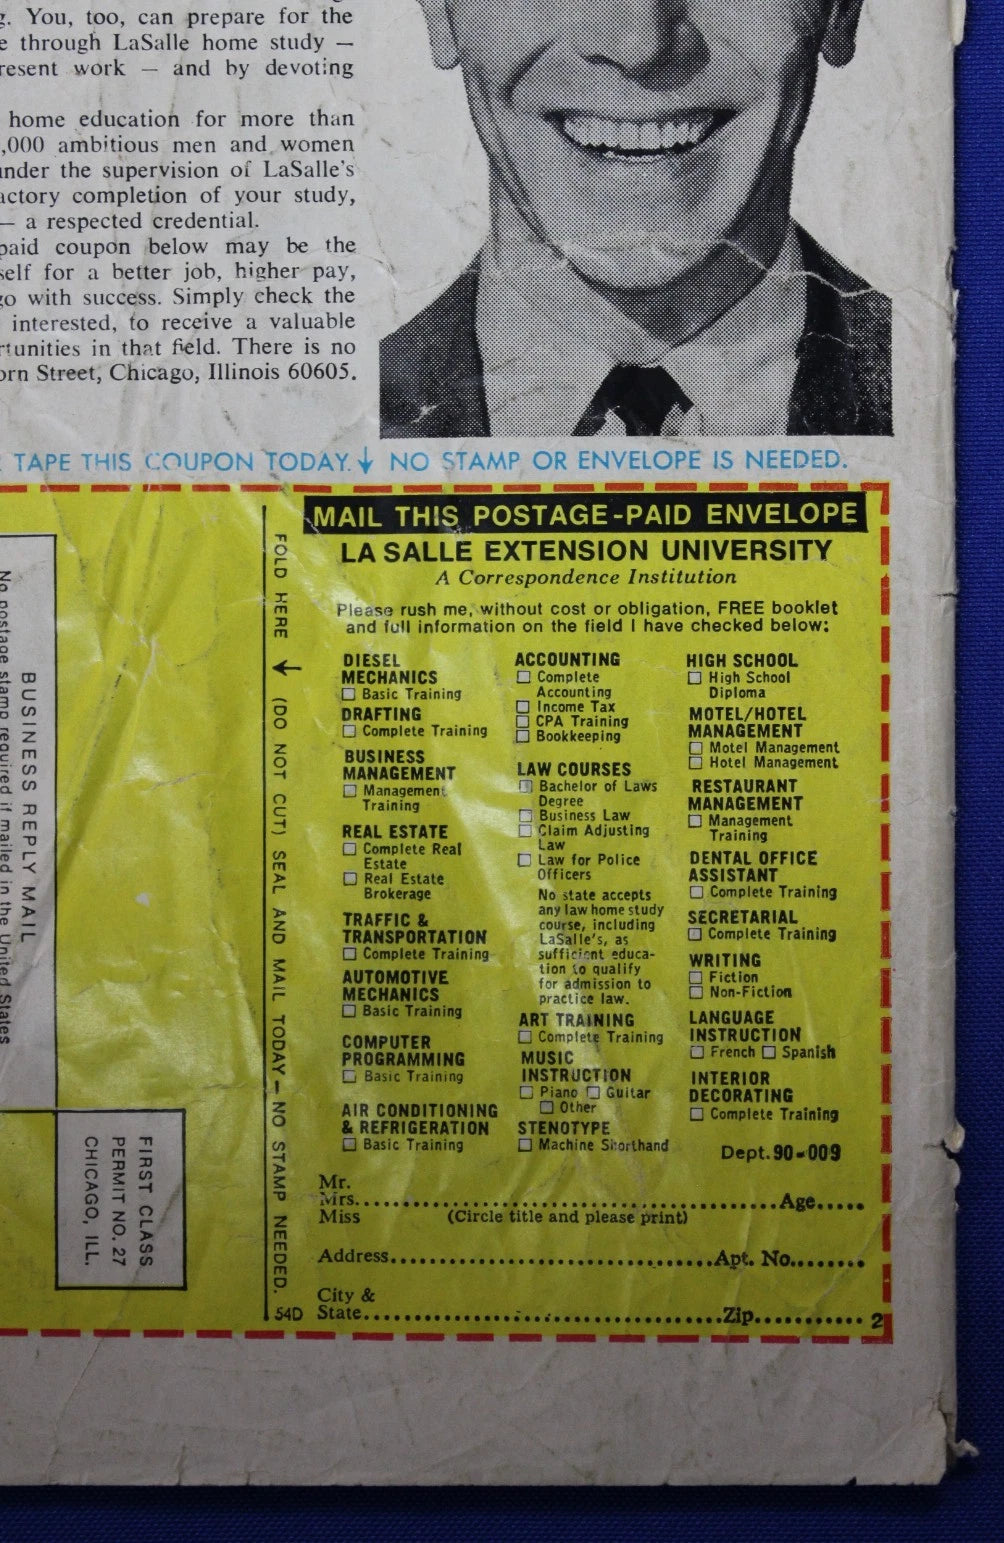 g. You, too, can prepare for the
e through LaSalle home study —
resent work — and by devoting
home education for more than
,000 ambitious men and women
under the supervision of LaSalle's
actory completion of your study,
— a respected credential.
paid coupon below may be the
self for a better job, higher pay,
go with success. Simply check the
interested, to receive a valuable
rtunities in that field. There is no
orn Street, Chicago, Illinois 60605.
TAPE THIS COUPON TODAY. ↓ NO STAMP OR ENVELOPE IS NEEDED.
No postage stamp required if mailed in the United States
BUSINESS REPLY MAIL
FIRST CLASS
PERMIT NO. 27
CHICAGO, ILL.
FOLD HERE ← (DO NOT CUT) SEAL AND MAIL TODAY — NO STAMP NEEDED.
54D
MAIL THIS POSTAGE-PAID ENVELOPE
LA SALLE EXTENSION UNIVERSITY
A Correspondence Institution
Please rush me, without cost or obligation, FREE booklet
and full information on the field I have checked below:
DIESEL
MECHANICS
☐ Basic Training
DRAFTING
☐ Complete Training
BUSINESS
MANAGEMENT
☐ Management
Training
REAL ESTATE
☐ Complete Real
Estate
☐ Real Estate
Brokerage
TRAFFIC &
TRANSPORTATION
☐ Complete Training
AUTOMOTIVE
MECHANICS
☐ Basic Training
COMPUTER
PROGRAMMING
☐ Basic Training
AIR CONDITIONING
& REFRIGERATION
☐ Basic Training
ACCOUNTING
☐ Complete
Accounting
☐ Income Tax
☐ CPA Training
☐ Bookkeeping
LAW COURSES
☐ Bachelor of Laws
Degree
☐ Business Law
☐ Claim Adjusting
Law
☐ Law for Police
Officers
No state accepts
any law home study
course, including
LaSalle's, as
sufficient educa-
tion to qualify
for admission to
practice law.
ART TRAINING
☐ Complete Training
MUSIC
INSTRUCTION
☐ Piano ☐ Guitar
☐ Other
STENOTYPE
☐ Machine Shorthand
HIGH SCHOOL
☐ High School
Diploma
MOTEL/HOTEL
MANAGEMENT
☐ Motel Management
☐ Hotel Management
RESTAURANT
MANAGEMENT
☐ Management
Training
DENTAL OFFICE
ASSISTANT
☐ Complete Training
SECRETARIAL
☐ Complete Training
WRITING
☐ Fiction
☐ Non-Fiction
LANGUAGE
INSTRUCTION
☐ French ☐ Spanish
INTERIOR
DECORATING
☐ Complete Training
Dept. 90-009
Mr.
Mrs. Age
Miss (Circle title and please print)
Address Apt. No.
City &
State Zip 2